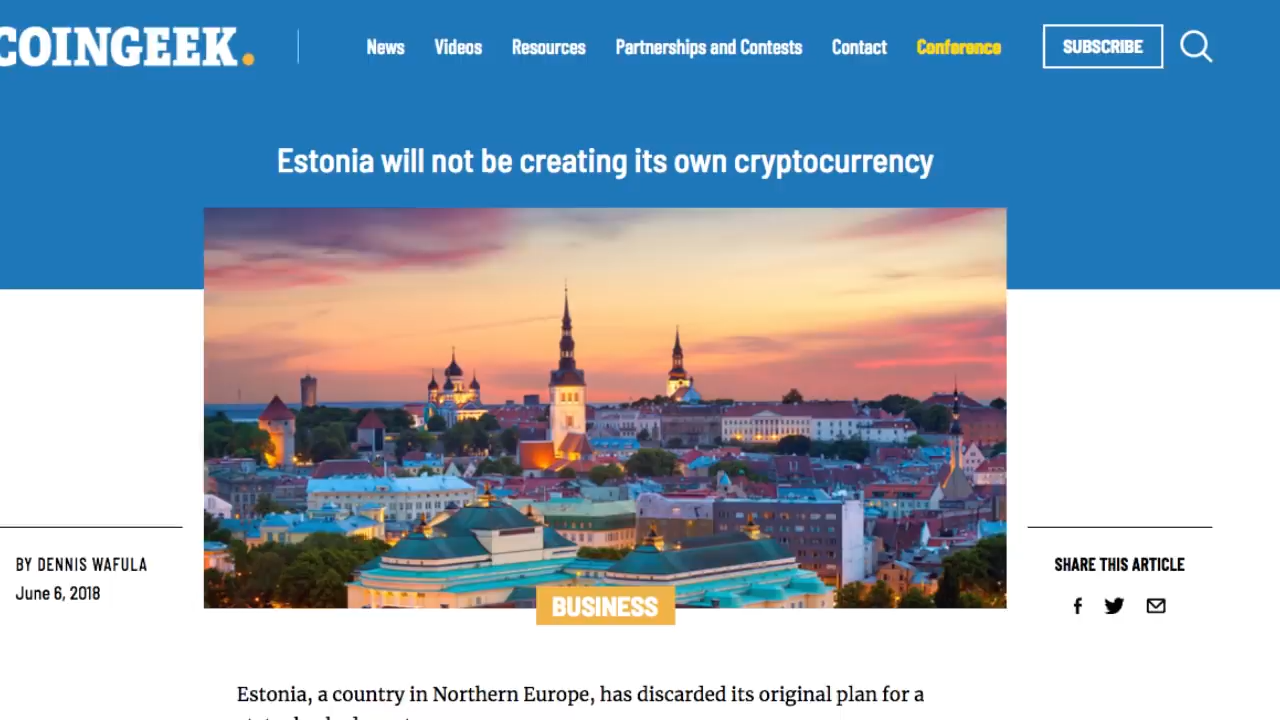 COINGEEK.
News Videos Resources Partnerships and Contests Contact Conference SUBSCRIBE
Estonia will not be creating its own cryptocurrency
BY DENNIS WAFULA
June 6, 2018
SHARE THIS ARTICLE
BUSINESS
Estonia, a country in Northern Europe, has discarded its original plan for a